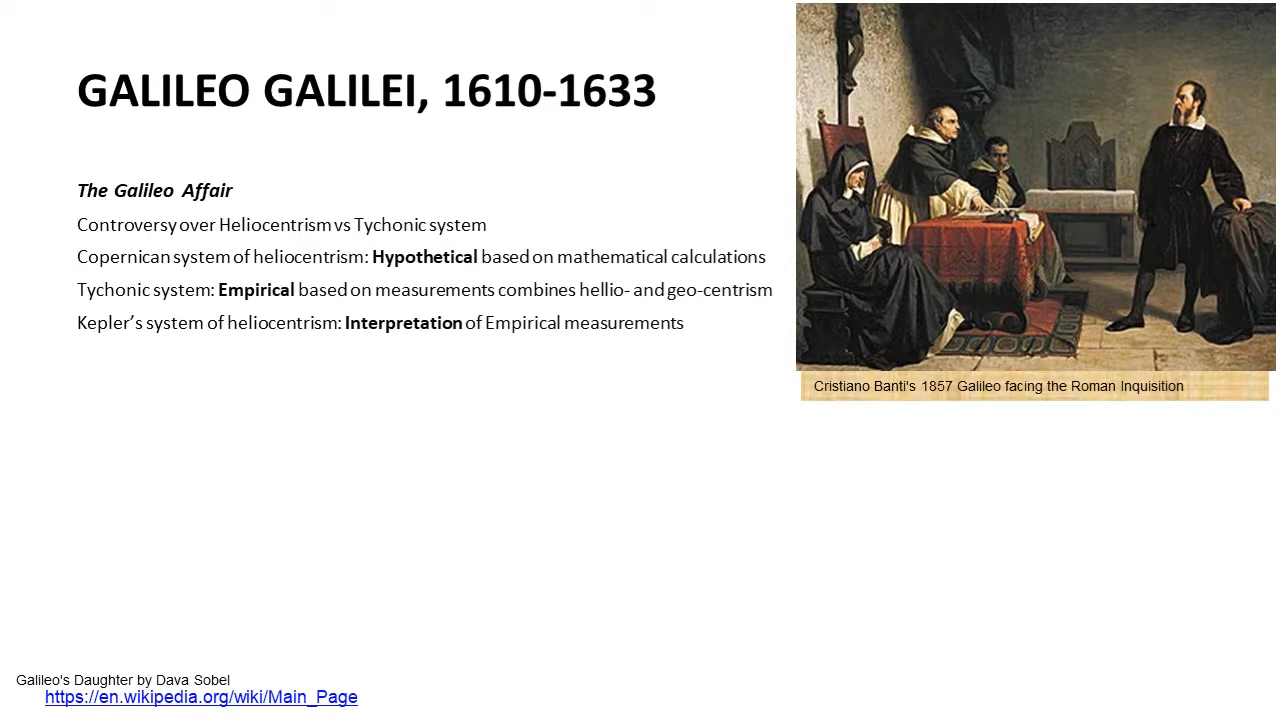 GALILEO GALILEI, 1610-1633
The Galileo Affair
Controversy over Heliocentrism vs Tychonic system
Copernican system of heliocentrism: Hypothetical based on mathematical calculations
Tychonic system: Empirical based on measurements combines hellio- and geo-centrism
Kepler’s system of heliocentrism: Interpretation of Empirical measurements
Cristiano Banti's 1857 Galileo facing the Roman Inquisition
Galileo's Daughter by Dava Sobel
https://en.wikipedia.org/wiki/Main_Page